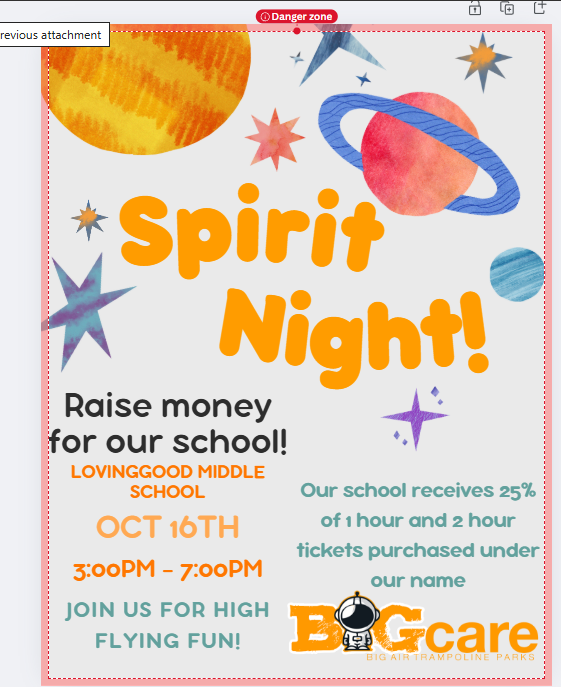 Danger zone
revious attachment
Spirit
Night!
Raise money
for our school!
LOVINGGOOD MIDDLE
SCHOOL
OCT 16TH
3:00PM - 7:00PM
JOIN US FOR HIGH
FLYING FUN!
Our school receives 25%
of 1 hour and 2 hour
tickets purchased under
our name
BIGcare
BIG AIR TRAMPOLINE PARKS